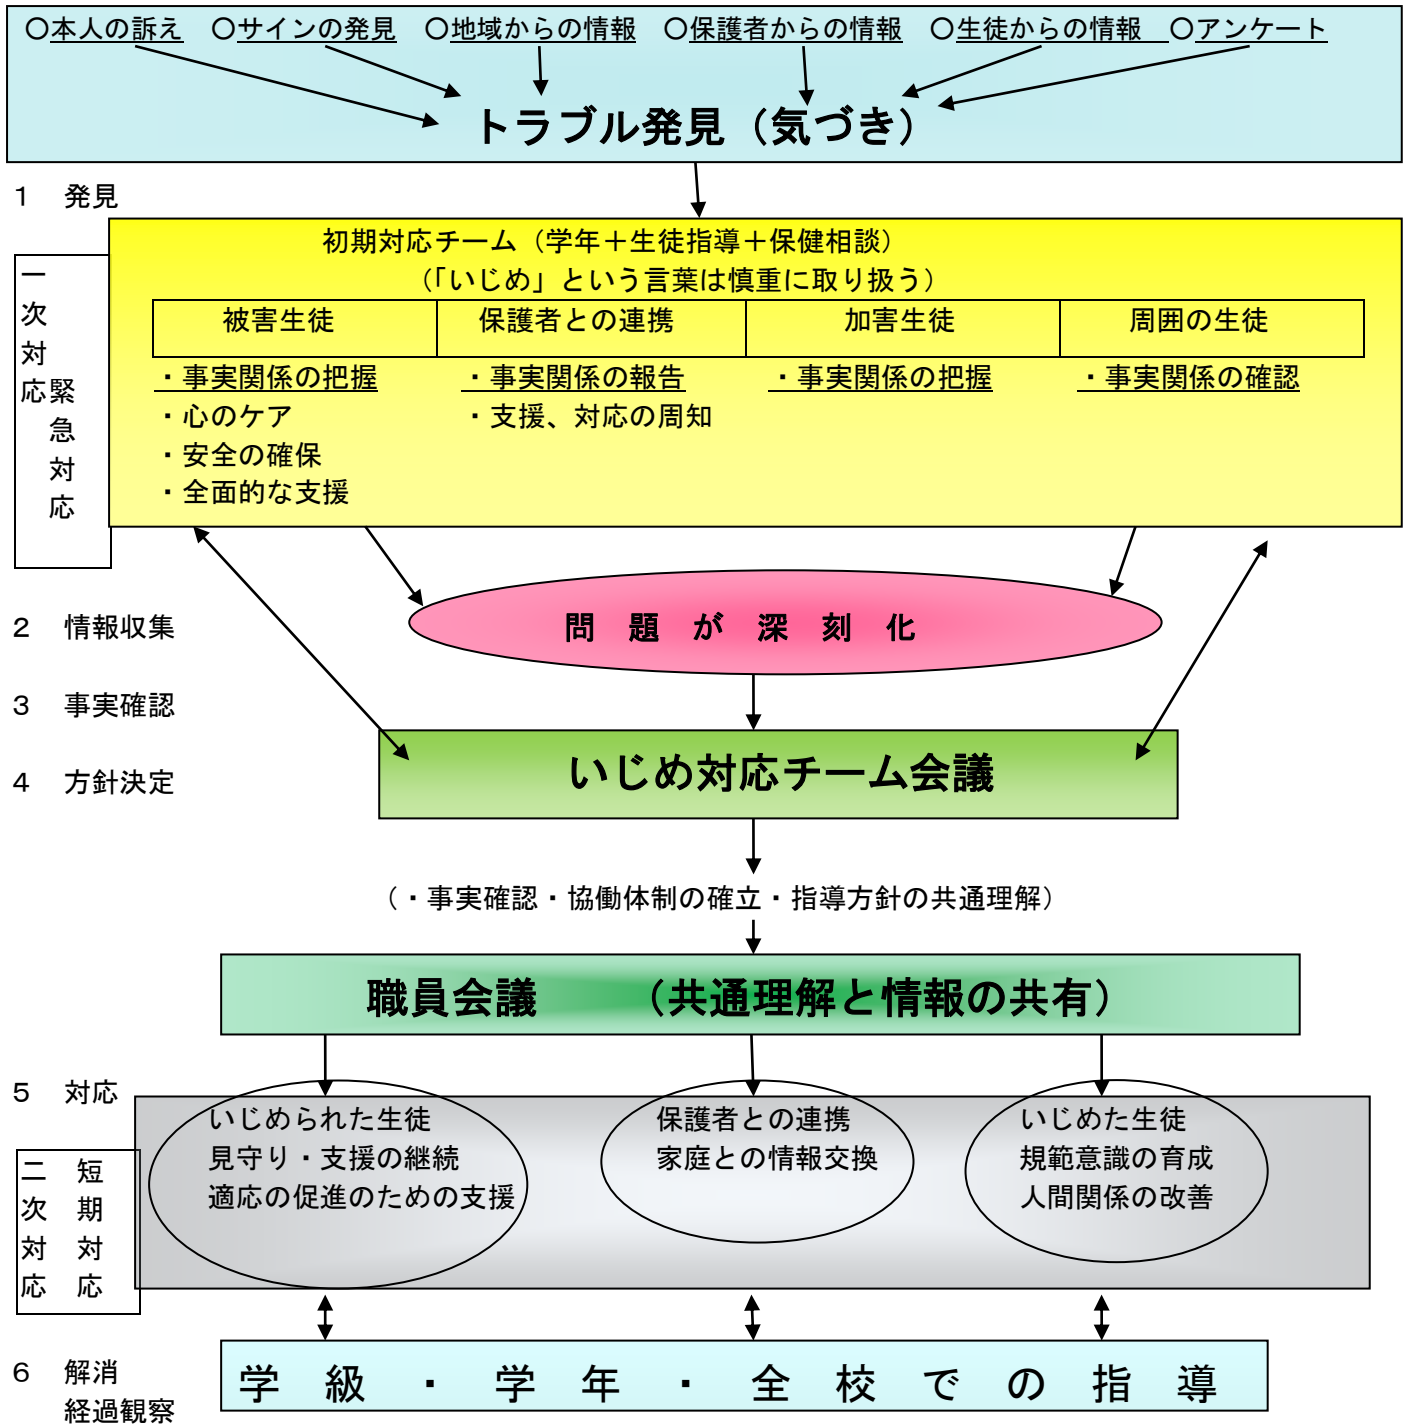 ○本人の訴え ○サインの発見 ○地域からの情報 ○保護者からの情報 ○生徒からの情報 ○アンケート
トラブル発見（気づき）
１ 発見
初期対応チーム（学年＋生徒指導＋保健相談）
（「いじめ」という言葉は慎重に取り扱う）
一次対応
緊急対応
被害生徒 保護者との連携 加害生徒 周囲の生徒
・事実関係の把握 ・事実関係の報告 ・事実関係の把握 ・事実関係の確認
・心のケア ・支援、対応の周知
・安全の確保
・全面的な支援
２ 情報収集
問題が深刻化
３ 事実確認
いじめ対応チーム会議
４ 方針決定
（・事実確認・協働体制の確立・指導方針の共通理解）
職員会議 （共通理解と情報の共有）
５ 対応
二次対応
短期対応
いじめられた生徒
見守り・支援の継続
適応の促進のための支援
保護者との連携
家庭との情報交換
いじめた生徒
規範意識の育成
人間関係の改善
学級・学年・全校での指導
６ 解消
経過観察